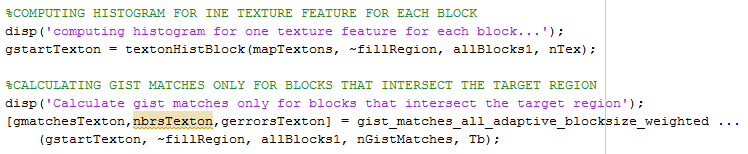 %COMPUTING HISTOGRAM FOR INE TEXTURE FEATURE FOR EACH BLOCK
disp('computing histogram for one texture feature for each block...');
gstartTexton = textonHistBlock(mapTextons, ~fillRegion, allBlocks1, nTex);
%CALCULATING GIST MATCHES ONLY FOR BLOCKS THAT INTERSECT THE TARGET REGION
disp('Calculate gist matches only for blocks that intersect the target region');
[gmatchesTexton,nbrsTexton,gerrorsTexton] = gist_matches_all_adaptive_blocksize_weighted ...
(gstartTexton, ~fillRegion, allBlocks1, nGistMatches, Tb);